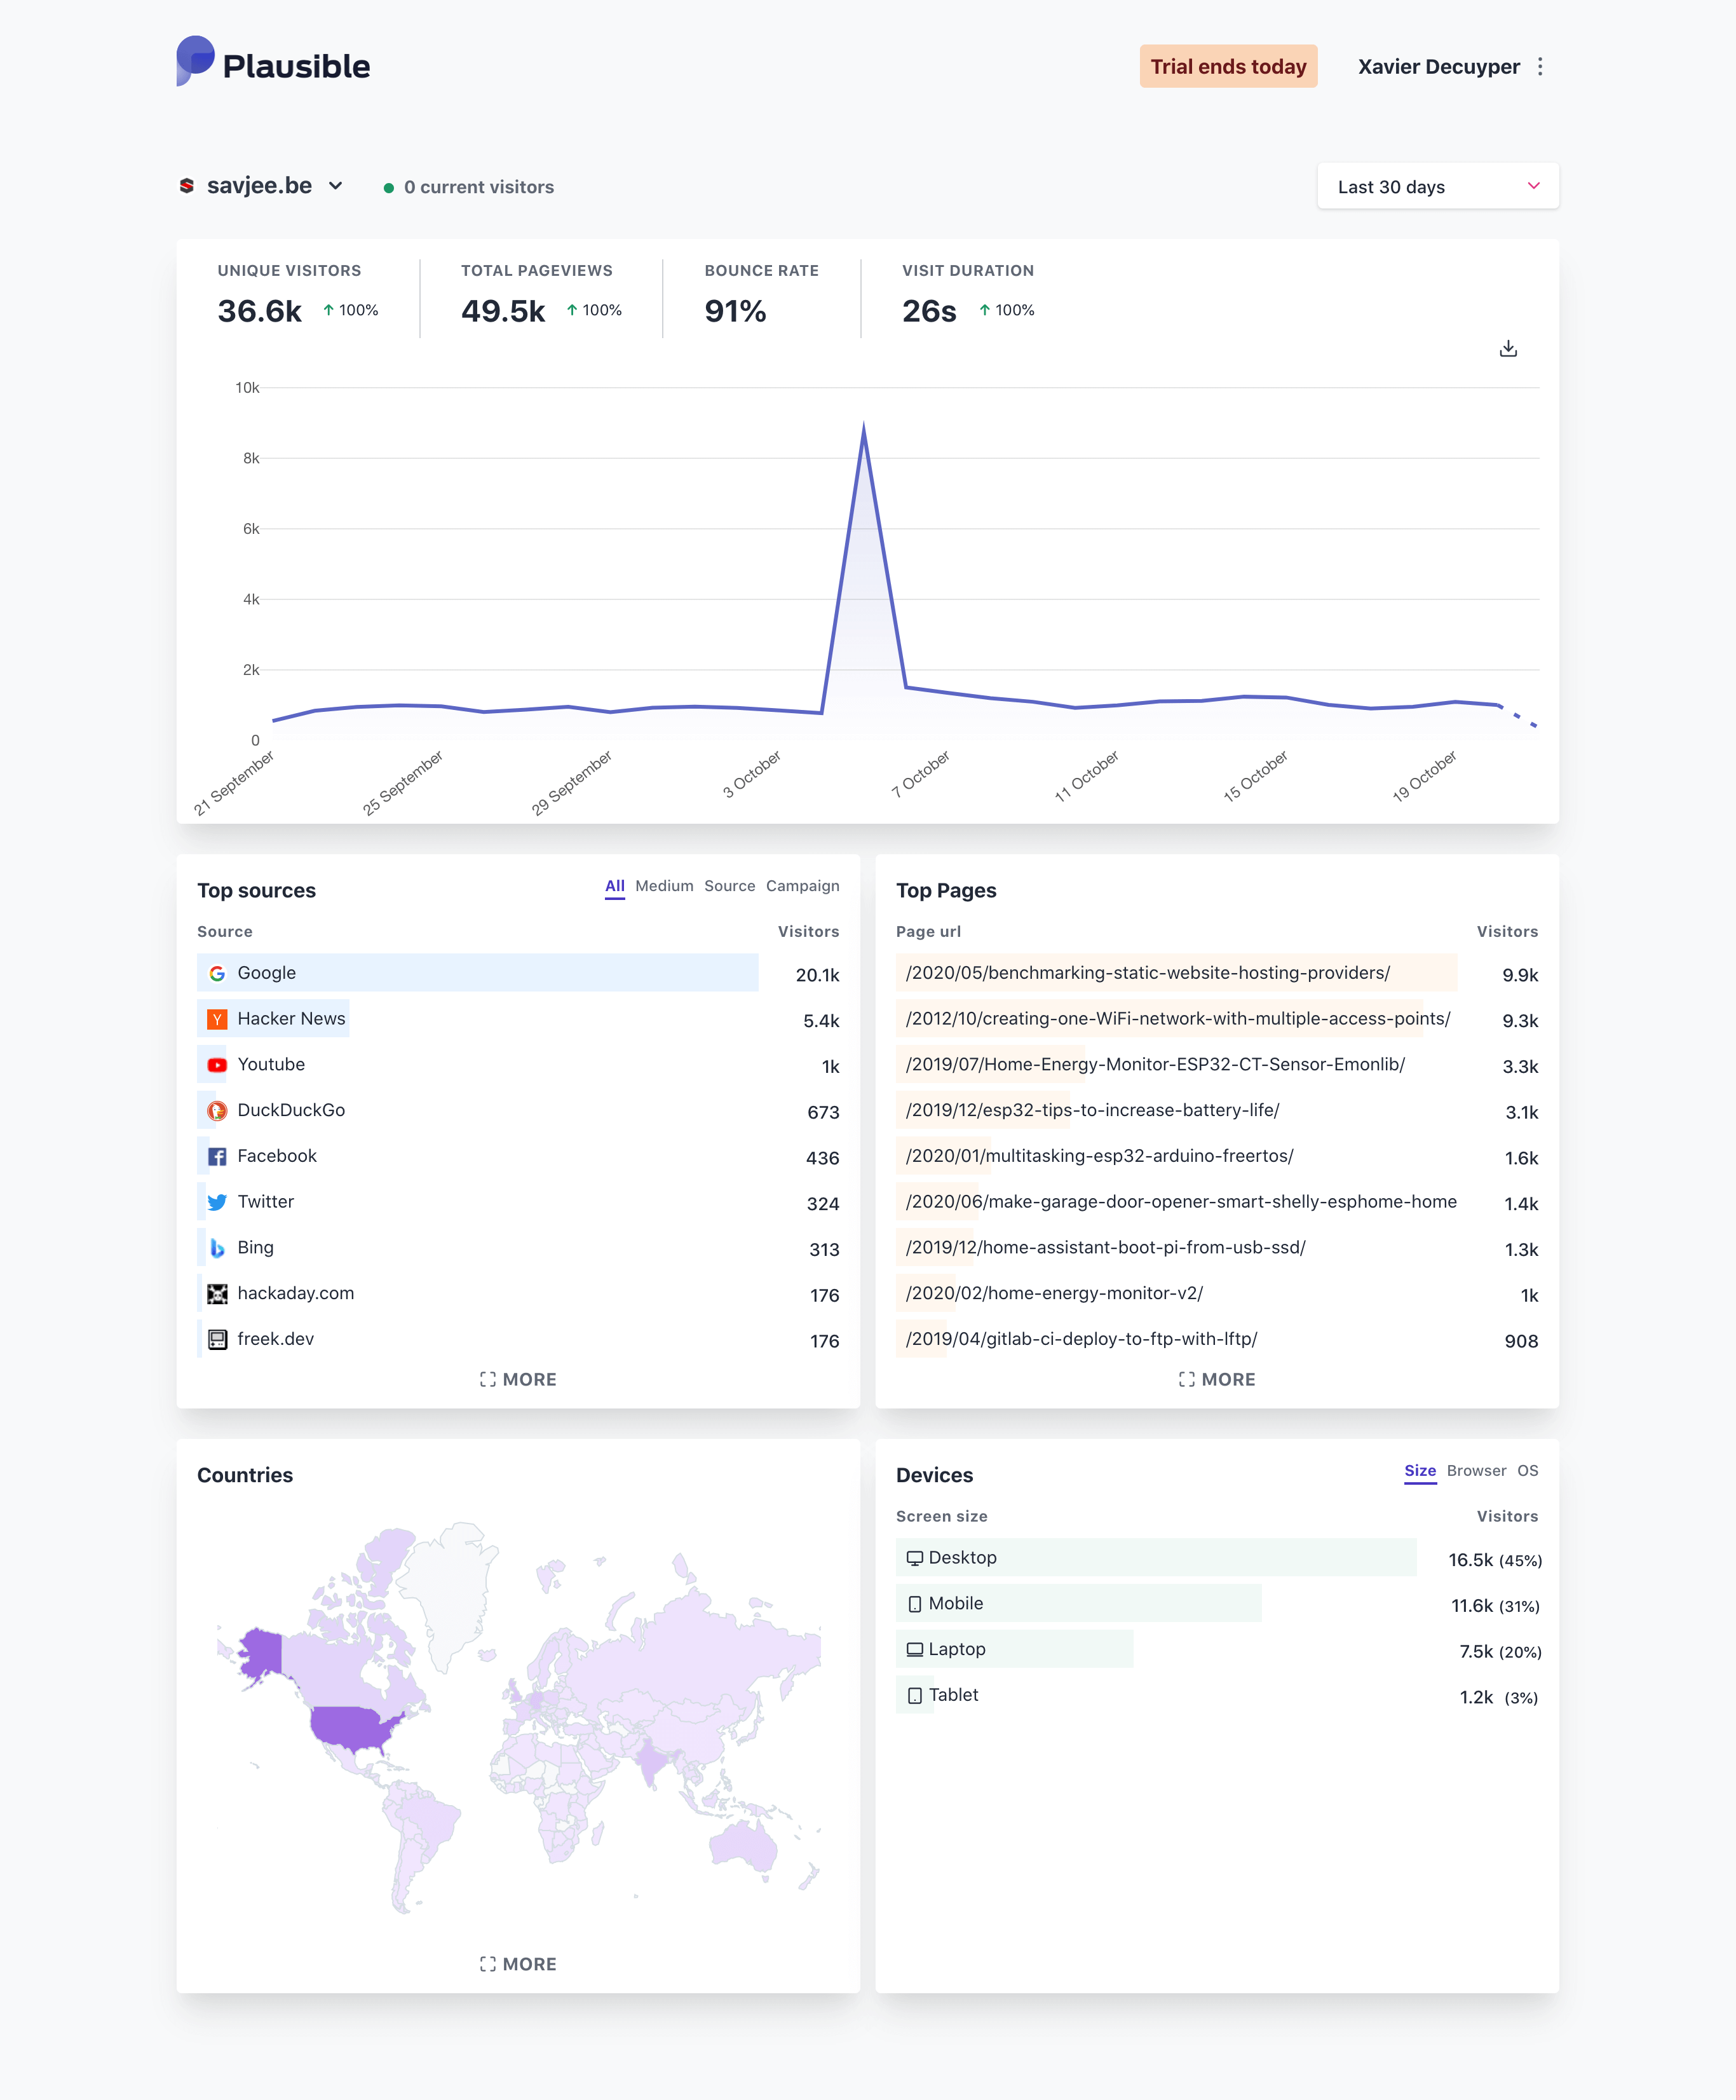 Plausible
Trial ends today
Xavier Decuyper
savjee.be
0 current visitors
Last 30 days
UNIQUE VISITORS
36.6k 100%
TOTAL PAGEVIEWS
49.5k 100%
BOUNCE RATE
91%
VISIT DURATION
26s 100%
10k
8k
6k
4k
2k
0
21 September
25 September
29 September
3 October
7 October
11 October
15 October
19 October
Top sources
All Medium Source Campaign
Source Visitors
Google 20.1k
Hacker News 5.4k
Youtube 1k
DuckDuckGo 673
Facebook 436
Twitter 324
Bing 313
hackaday.com 176
freek.dev 176
MORE
Top Pages
Page url Visitors
/2020/05/benchmarking-static-website-hosting-providers/ 9.9k
/2012/10/creating-one-WiFi-network-with-multiple-access-points/ 9.3k
/2019/07/Home-Energy-Monitor-ESP32-CT-Sensor-Emonlib/ 3.3k
/2019/12/esp32-tips-to-increase-battery-life/ 3.1k
/2020/01/multitasking-esp32-arduino-freertos/ 1.6k
/2020/06/make-garage-door-opener-smart-shelly-esphome-home 1.4k
/2019/12/home-assistant-boot-pi-from-usb-ssd/ 1.3k
/2020/02/home-energy-monitor-v2/ 1k
/2019/04/gitlab-ci-deploy-to-ftp-with-lftp/ 908
MORE
Countries
MORE
Devices
Size Browser OS
Screen size Visitors
Desktop 16.5k (45%)
Mobile 11.6k (31%)
Laptop 7.5k (20%)
Tablet 1.2k (3%)